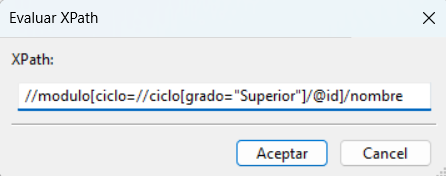 Evaluar XPath
XPath:
//modulo[ciclo=//ciclo[grado="Superior"]/@id]/nombre
Aceptar
Cancel